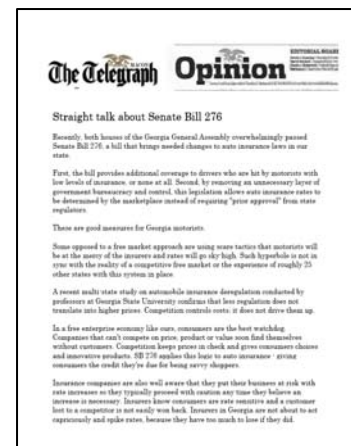 The Telegraph
MACON
Opinion
EDITORIAL BOARD
Straight talk about Senate Bill 276
Recently, both houses of the Georgia General Assembly overwhelmingly passed
Senate Bill 276, a bill that brings needed changes to auto insurance laws in our
state.
First, the bill provides additional coverage to drivers who are hit by motorists with
low levels of insurance, or none at all. Second, by removing an unnecessary layer of
government bureaucracy and control, this legislation allows auto insurance rates to
be determined by the marketplace instead of requiring "prior approval" from state
regulators.
These are good measures for Georgia motorists.
Some opposed to a free market approach are using scare tactics that motorists will
be at the mercy of the insurers and rates will go sky high. Such hyperbole is not in
sync with the reality of a competitive free market or the experience of roughly 25
other states with this system in place.
A recent multi-state study on automobile insurance deregulation conducted by
professors at Georgia State University confirms that less regulation does not
translate into higher prices. Competition controls costs; it does not drive them up.
In a free enterprise economy like ours, consumers are the best watchdog.
Companies that can't compete on price, product or value soon find themselves
without customers. Competition keeps prices in check and gives consumers choices
and innovative products. SB 276 applies this logic to auto insurance - giving
consumers the credit they're due for being savvy shoppers.
Insurance companies are also well aware that they put their business at risk with
rate increases so they typically proceed with caution any time they believe an
increase is necessary. Insurers know consumers are rate sensitive and a customer
lost to a competitor is not easily won back. Insurers in Georgia are not about to act
capriciously and spike rates, because they have too much to lose if they did.